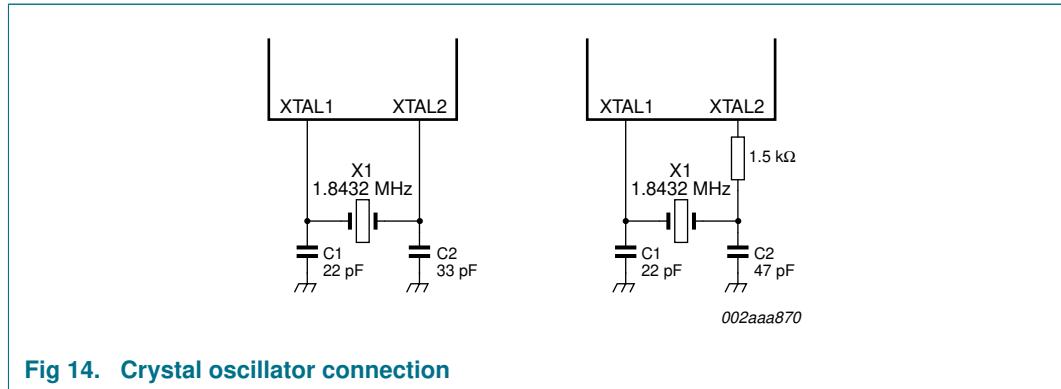 XTAL1 XTAL2
X1
1.8432 MHz
C1
22 pF
C2
33 pF
XTAL1 XTAL2
1.5 kΩ
X1
1.8432 MHz
C1
22 pF
C2
47 pF
002aaa870
Fig 14. Crystal oscillator connection